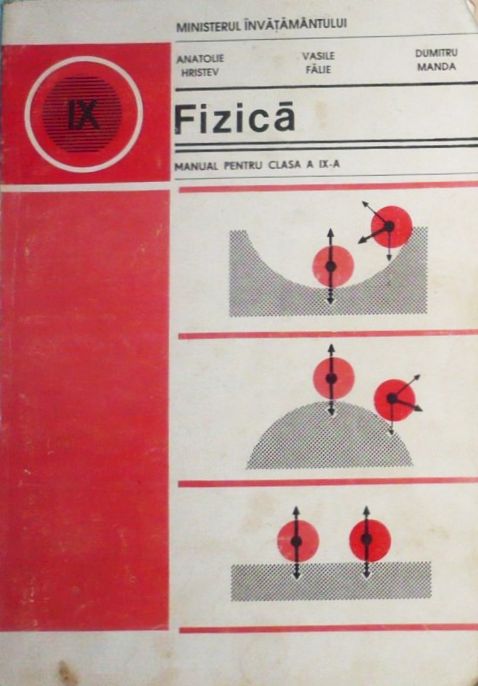 MINISTERUL ÎNVĂȚĂMÂNTULUI
ANATOLIE HRISTEV
VASILE FĂLIE
DUMITRU MANDA
IX
Fizică
MANUAL PENTRU CLASA A IX-A